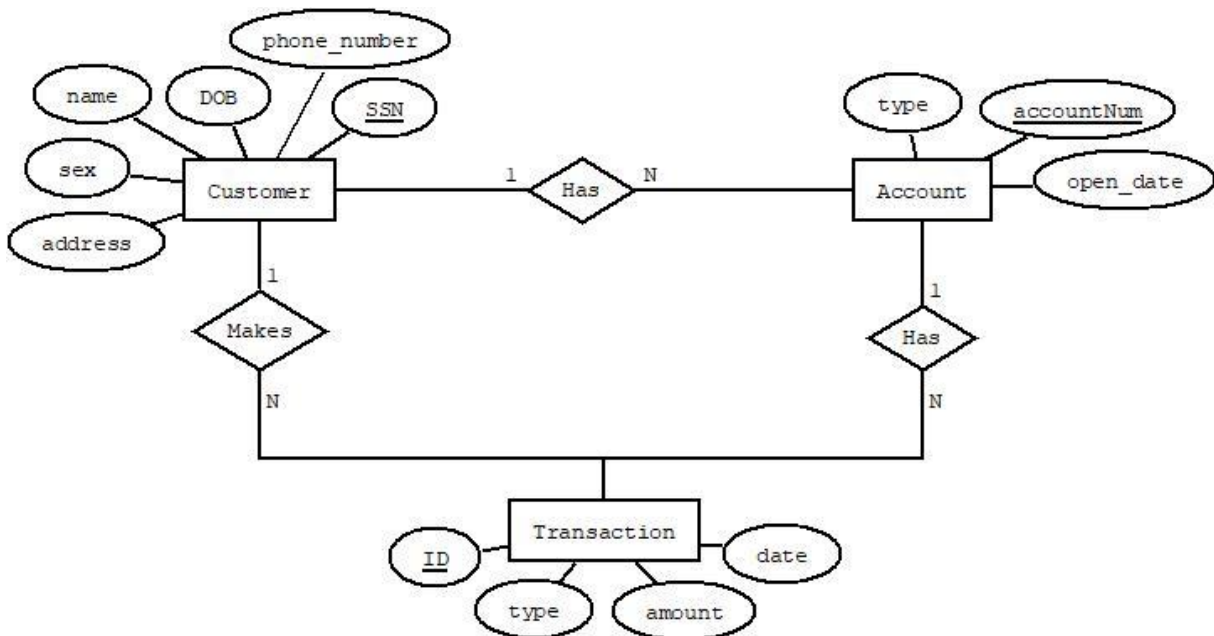 phone_number
name
DOB
SSN
type
accountNum
sex
Customer
1
Has
N
Account
open_date
address
1
1
Makes
Has
N
N
Transaction
ID
date
type
amount